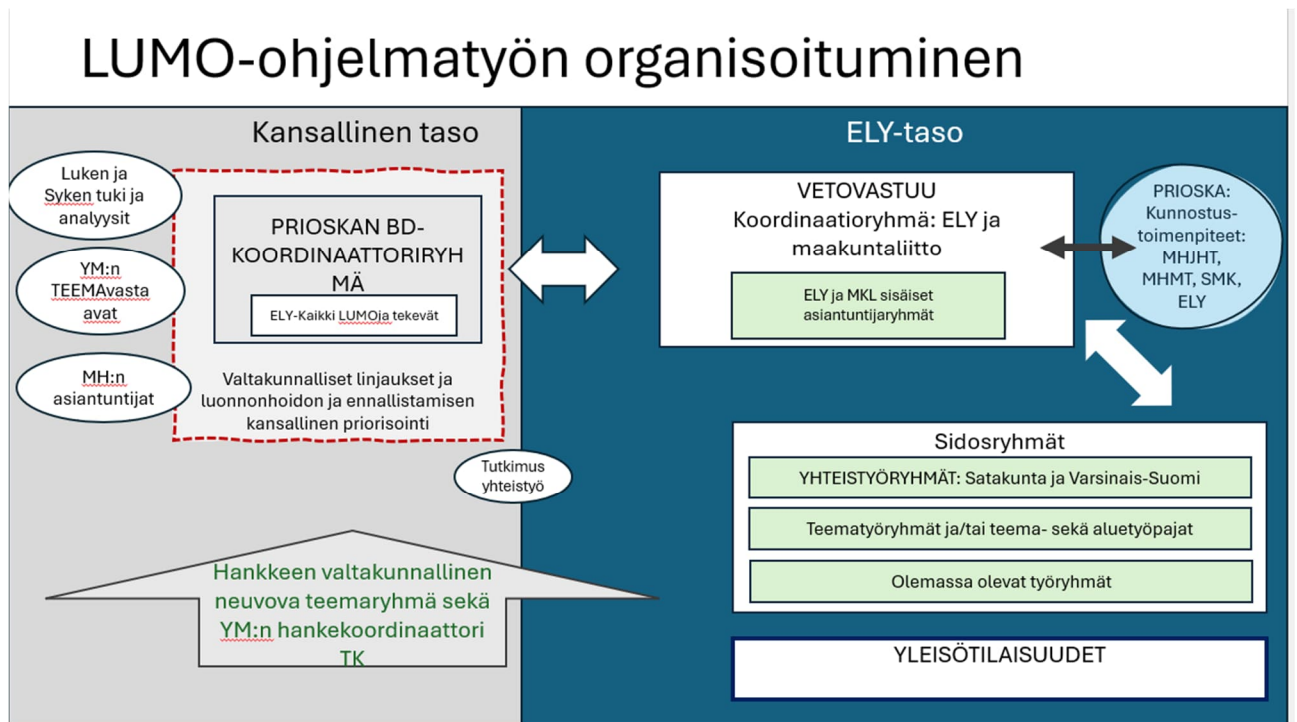 LUMO-ohjelmatyön organisoituminen
Kansallinen taso
Luken ja
Syken tuki ja
analyysit
YM:n
TEEMAvasta
avat
MH:n
asiantuntijat
PRIOSKAN BD-
KOORDINAATTORIRYH
MÄ
ELY-Kaikki LUMOja tekevät
Valtakunnalliset linjaukset ja
luonnonhoidon ja ennallistamisen
kansallinen priorisointi
Tutkimus
yhteistyö
Hankkeen valtakunnallinen
neuvova teemaryhmä sekä
YM:n hankekoordinaattori
TK
ELY-taso
VETOVASTUU
Koordinaatioryhmä: ELY ja
maakuntaliitto
ELY ja MKL sisäiset
asiantuntijaryhmät
PRIOSKA:
Kunnostus-
toimenpiteet:
MHJHT,
MHMT, SMK,
ELY
Sidosryhmät
YHTEISTYÖRYHMÄT: Satakunta ja Varsinais-Suomi
Teematyöryhmät ja/tai teema- sekä aluetyöpajat
Olemassa olevat työryhmät
YLEISÖTILAISUUDET